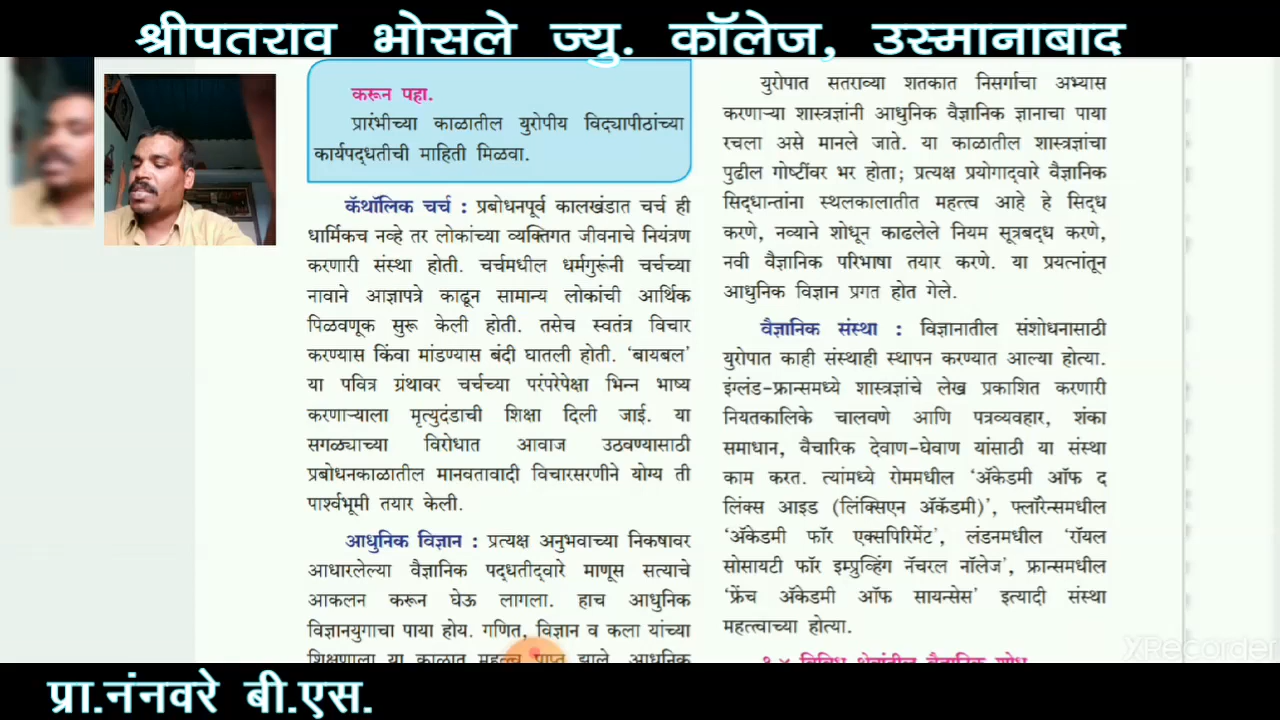 श्रीपतराव भोसले ज्यु. कॉलेज, उस्मानाबाद
करून पहा.
प्रारंभीच्या काळातील युरोपीय विद्यापीठांच्या
कार्यपद्धतीची माहिती मिळवा.
कॅथॉलिक चर्च : प्रबोधनपूर्व कालखंडात चर्च ही
धार्मिकच नव्हे तर लोकांच्या व्यक्तिगत जीवनाचे नियंत्रण
करणारी संस्था होती. चर्चमधील धर्मगुरूंनी चर्चच्या
नावाने आज्ञापत्रे काढून सामान्य लोकांची आर्थिक
पिळवणूक सुरू केली होती. तसेच स्वतंत्र विचार
करण्यास किंवा मांडण्यास बंदी घातली होती. ‘बायबल’
या पवित्र ग्रंथावर चर्चच्या परंपरेपेक्षा भिन्न भाष्य
करणाऱ्याला मृत्युदंडाची शिक्षा दिली जाई. या
सगळ्याच्या विरोधात आवाज उठवण्यासाठी
प्रबोधनकाळातील मानवतावादी विचारसरणीने योग्य ती
पार्श्वभूमी तयार केली.
आधुनिक विज्ञान : प्रत्यक्ष अनुभवाच्या निकषावर
आधारलेल्या वैज्ञानिक पद्धतीद्वारे माणूस सत्याचे
आकलन करून घेऊ लागला. हाच आधुनिक
विज्ञानयुगाचा पाया होय. गणित, विज्ञान व कला यांच्या
शिक्षणाला या काळात महत्त्व प्राप्त झाले. आधुनिक
युरोपात सतराव्या शतकात निसर्गाचा अभ्यास
करणाऱ्या शास्त्रज्ञांनी आधुनिक वैज्ञानिक ज्ञानाचा पाया
रचला असे मानले जाते. या काळातील शास्त्रज्ञांचा
पुढील गोष्टींवर भर होता; प्रत्यक्ष प्रयोगाद्वारे वैज्ञानिक
सिद्धान्तांना स्थलकालातीत महत्त्व आहे हे सिद्ध
करणे, नव्याने शोधून काढलेले नियम सूत्रबद्ध करणे,
नवी वैज्ञानिक परिभाषा तयार करणे. या प्रयत्नांतून
आधुनिक विज्ञान प्रगत होत गेले.
वैज्ञानिक संस्था : विज्ञानातील संशोधनासाठी
युरोपात काही संस्थाही स्थापन करण्यात आल्या होत्या.
इंग्लंड-फ्रान्समध्ये शास्त्रज्ञांचे लेख प्रकाशित करणारी
नियतकालिके चालवणे आणि पत्रव्यवहार, शंका
समाधान, वैचारिक देवाण-घेवाण यांसाठी या संस्था
काम करत. त्यांमध्ये रोममधील ‘ॲकेडमी ऑफ द
लिंक्स आइड (लिंक्सिएन ॲकॅडमी)’, फ्लॉरेन्समधील
‘ॲकेडमी फॉर एक्सपिरिमेंट’, लंडनमधील ‘रॉयल
सोसायटी फॉर इम्प्रुव्हिंग नॅचरल नॉलेज’, फ्रान्समधील
‘फ्रेंच ॲकेडमी ऑफ सायन्सेस’ इत्यादी संस्था
महत्त्वाच्या होत्या.
XRecorder
प्रा.नंनवरे बी.एस.